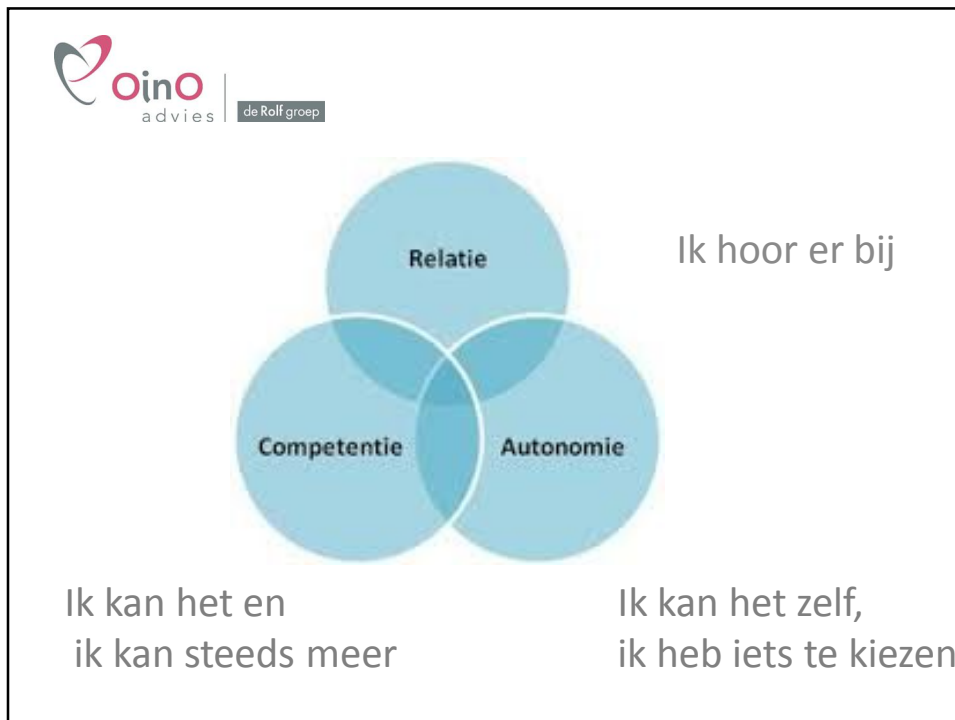 OinO
advies
de Rolf groep
Relatie
Ik hoor er bij
Competentie
Autonomie
Ik kan het en
ik kan steeds meer
Ik kan het zelf,
ik heb iets te kiezen